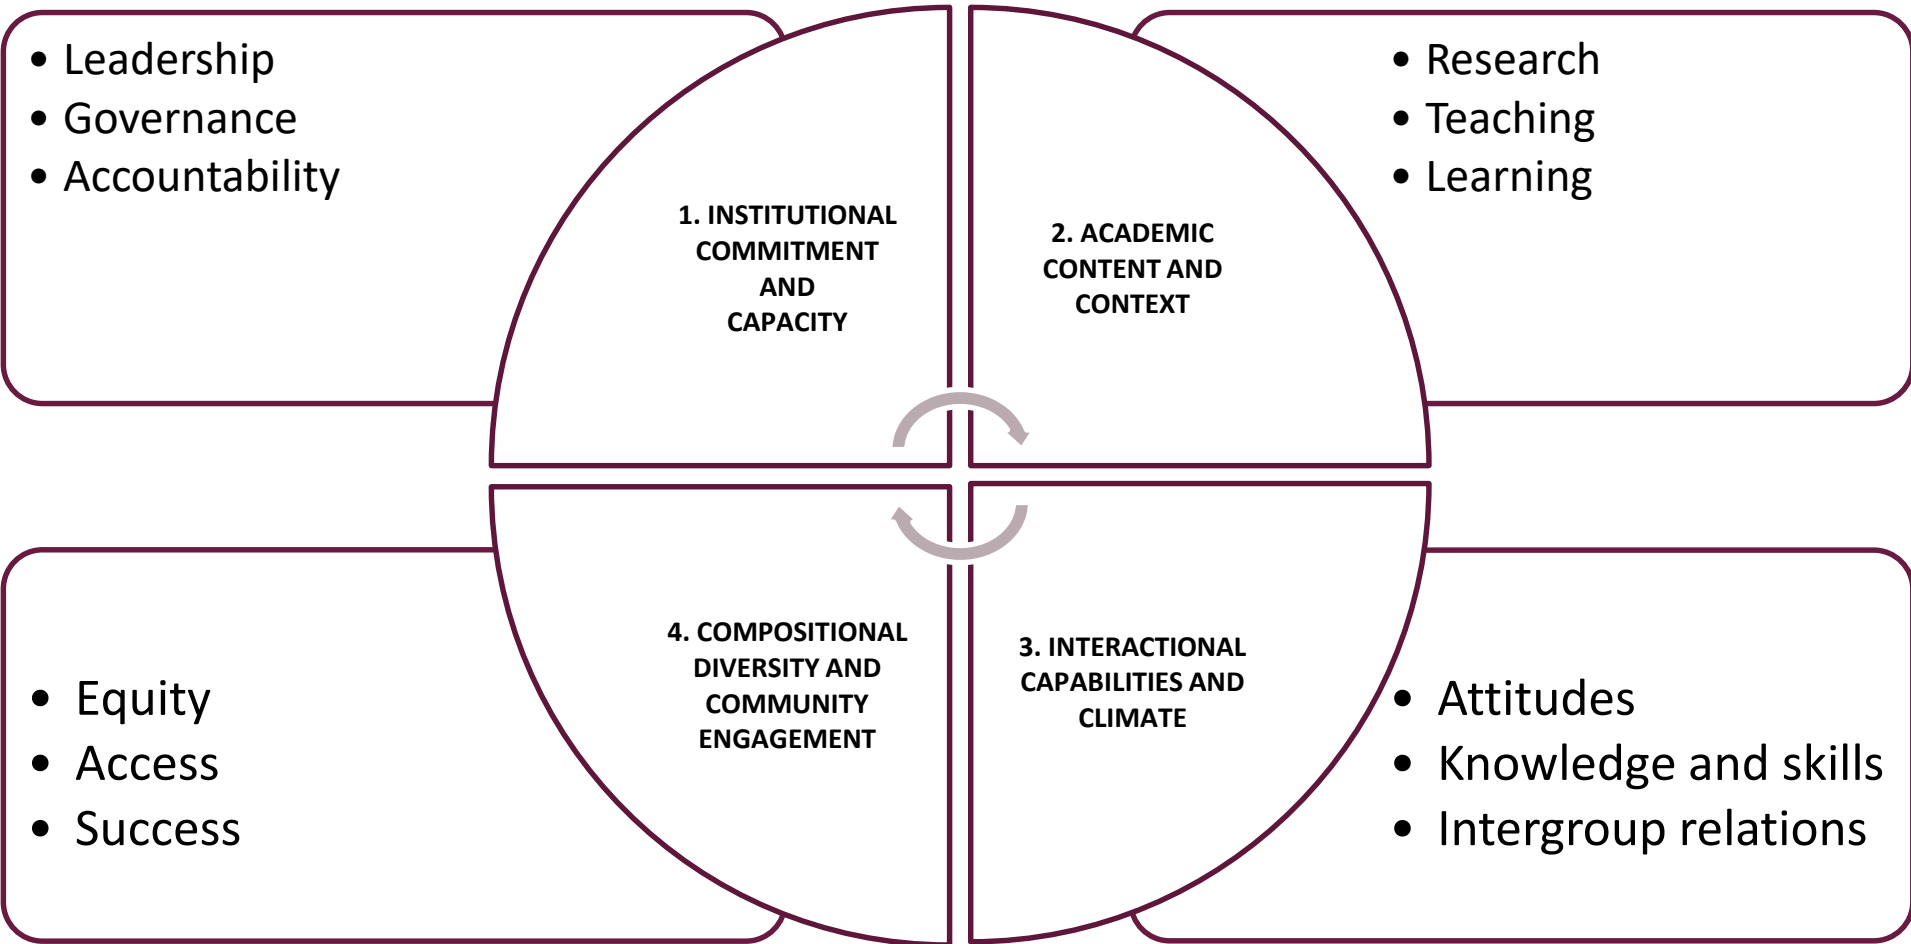 • Leadership
• Governance
• Accountability
1. INSTITUTIONAL
COMMITMENT
AND
CAPACITY
2. ACADEMIC
CONTENT AND
CONTEXT
• Research
• Teaching
• Learning
• Equity
• Access
• Success
4. COMPOSITIONAL
DIVERSITY AND
COMMUNITY
ENGAGEMENT
3. INTERACTIONAL
CAPABILITIES AND
CLIMATE
• Attitudes
• Knowledge and skills
• Intergroup relations